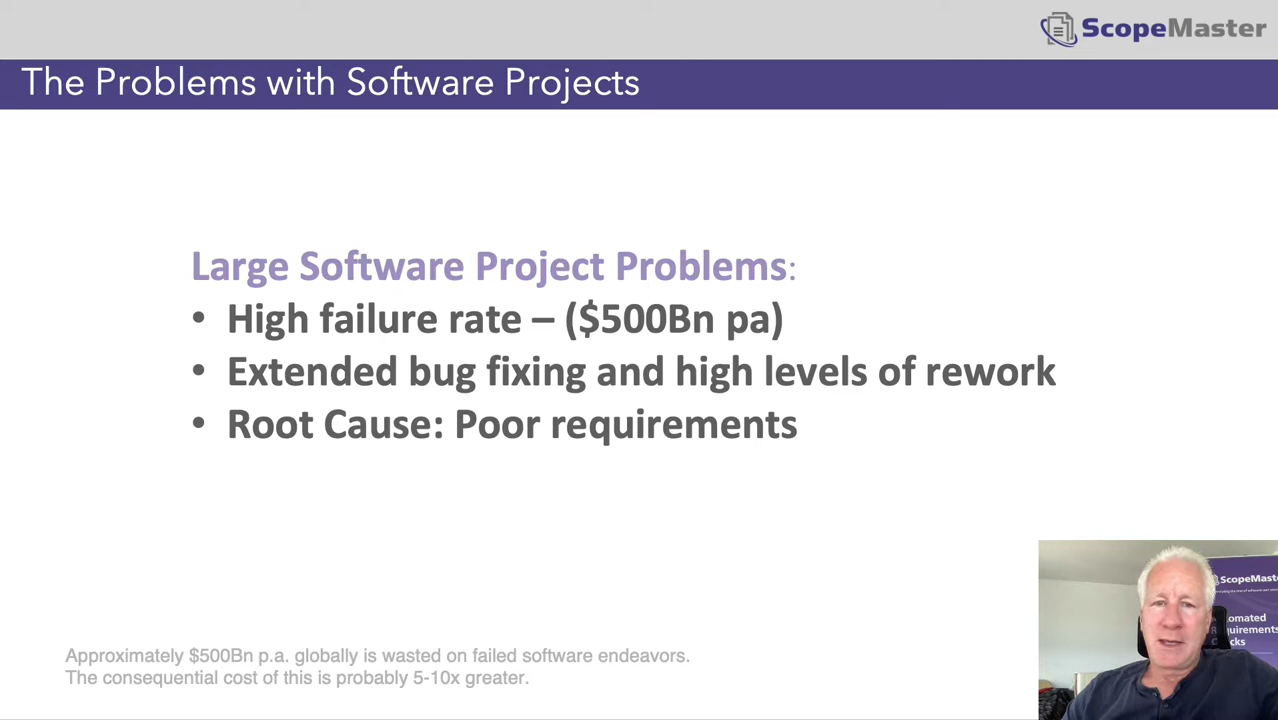 ScopeMaster
The Problems with Software Projects
Large Software Project Problems:
• High failure rate – ($500Bn pa)
• Extended bug fixing and high levels of rework
• Root Cause: Poor requirements
Approximately $500Bn p.a. globally is wasted on failed software endeavors.
The consequential cost of this is probably 5-10x greater.
ScopeMast